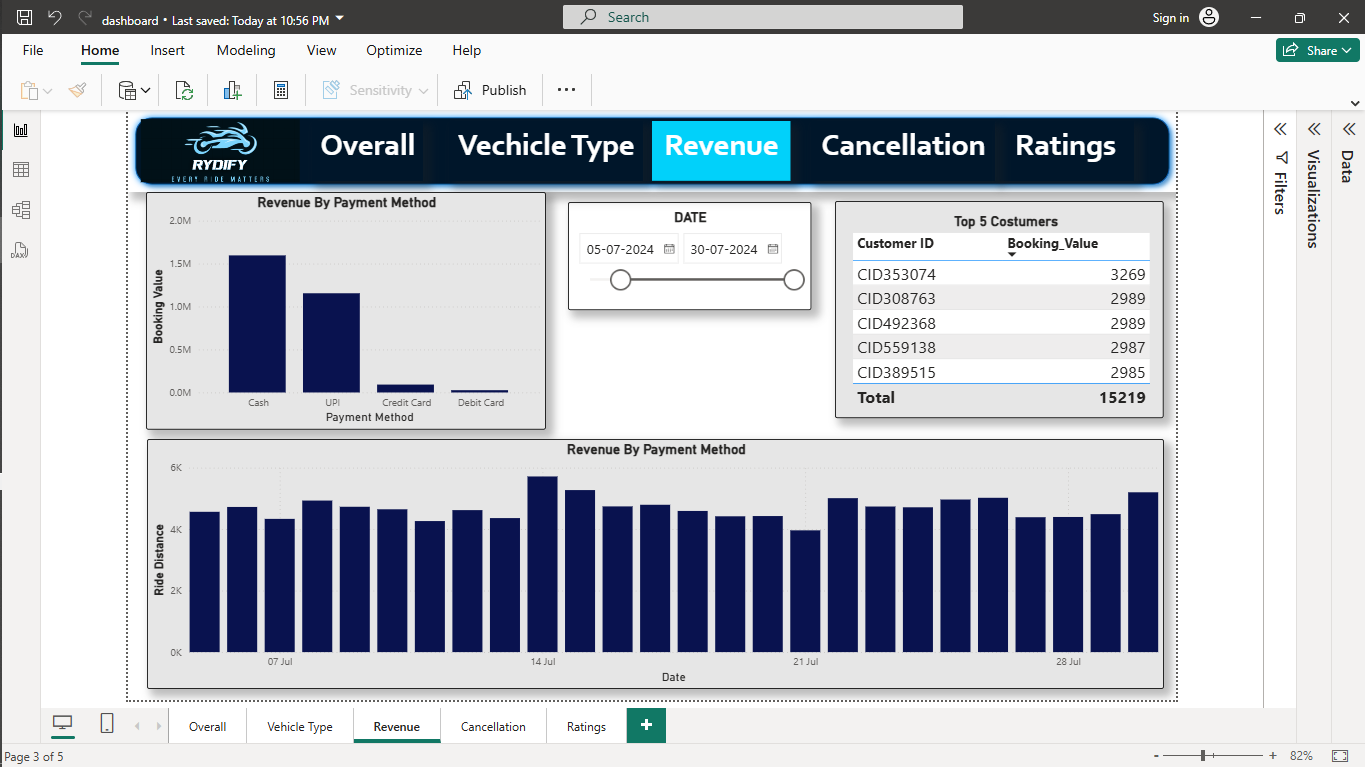 dashboard • Last saved: Today at 10:56 PM
Search
Sign in
File Home Insert Modeling View Optimize Help
Share
Sensitivity
Publish
RYDIFY
EVERY RIDE MATTERS
Overall
Vechicle Type
Revenue
Cancellation
Ratings
Revenue By Payment Method
2.0M
1.5M
1.0M
0.5M
0.0M
Booking Value
Cash UPI Credit Card Debit Card
Payment Method
DATE
05-07-2024 30-07-2024
Top 5 Costumers
Customer ID Booking_Value
CID353074 3269
CID308763 2989
CID492368 2989
CID559138 2987
CID389515 2985
Total 15219
Revenue By Payment Method
6K
4K
2K
0K
Ride Distance
07 Jul 14 Jul 21 Jul 28 Jul
Date
Filters
Visualizations
Data
DAX
Overall Vehicle Type Revenue Cancellation Ratings +
Page 3 of 5
- + 82%